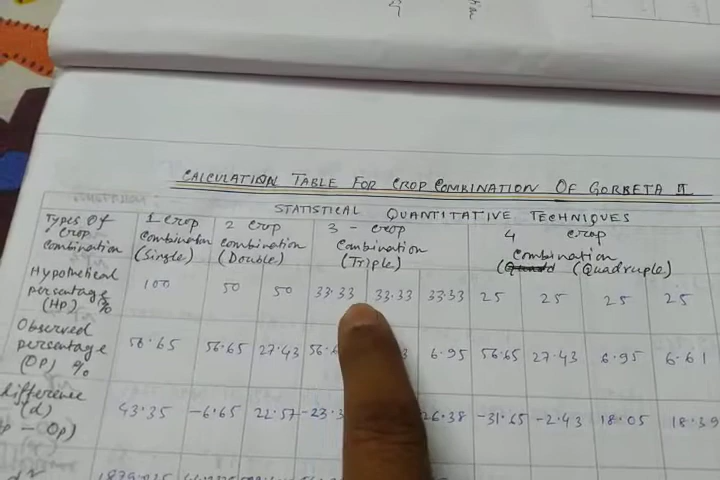 CALCULATION TABLE FOR CROP COMBINATION OF GORBETA II.
STATISTICAL QUANTITATIVE TECHNIQUES
Types Of crop combination 1 crop combination (Single) 2 crop combination (Double) 3 - crop combination (Triple) 4 crop combination (Quadruple)
Hypothetical percentage (HP) % 100 50 50 33.33 33.33 33.33 25 25 25 25
Observed percentage (OP) % 56.65 56.65 27.43 6.95 56.65 27.43 6.95 6.61
difference (d) 43.35 -6.65 22.57 26.38 -31.65 -2.43 18.05 18.39
- OP)